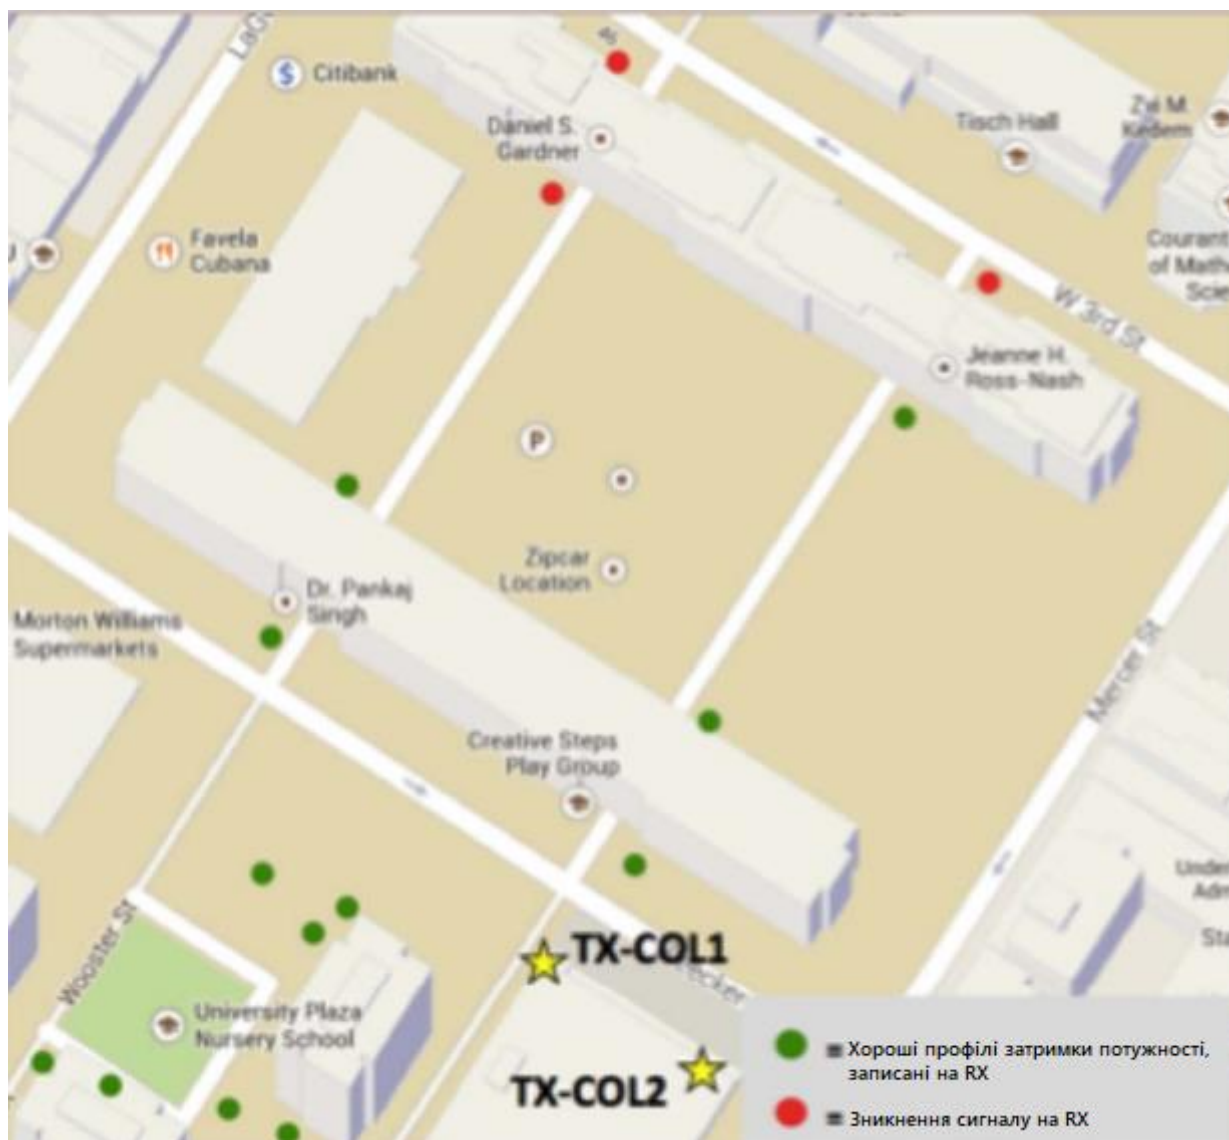 Citibank
Daniel S.
Gardner
Tisch Hall
Zvi M.
Kedem
Favela
Cubana
Courant
of Math
W 3rd St
Jeanne H.
Ross-Nash
P
Zipcar
Location
Dr. Pankaj
Singh
Morton Williams
Supermarkets
Mercer St
Creative Steps
Play Group
Wooster St
TX-COL1
University Plaza
Nursery School
TX-COL2
= Хороші профілі затримки потужності,
записані на RX
= Зникнення сигналу на RX